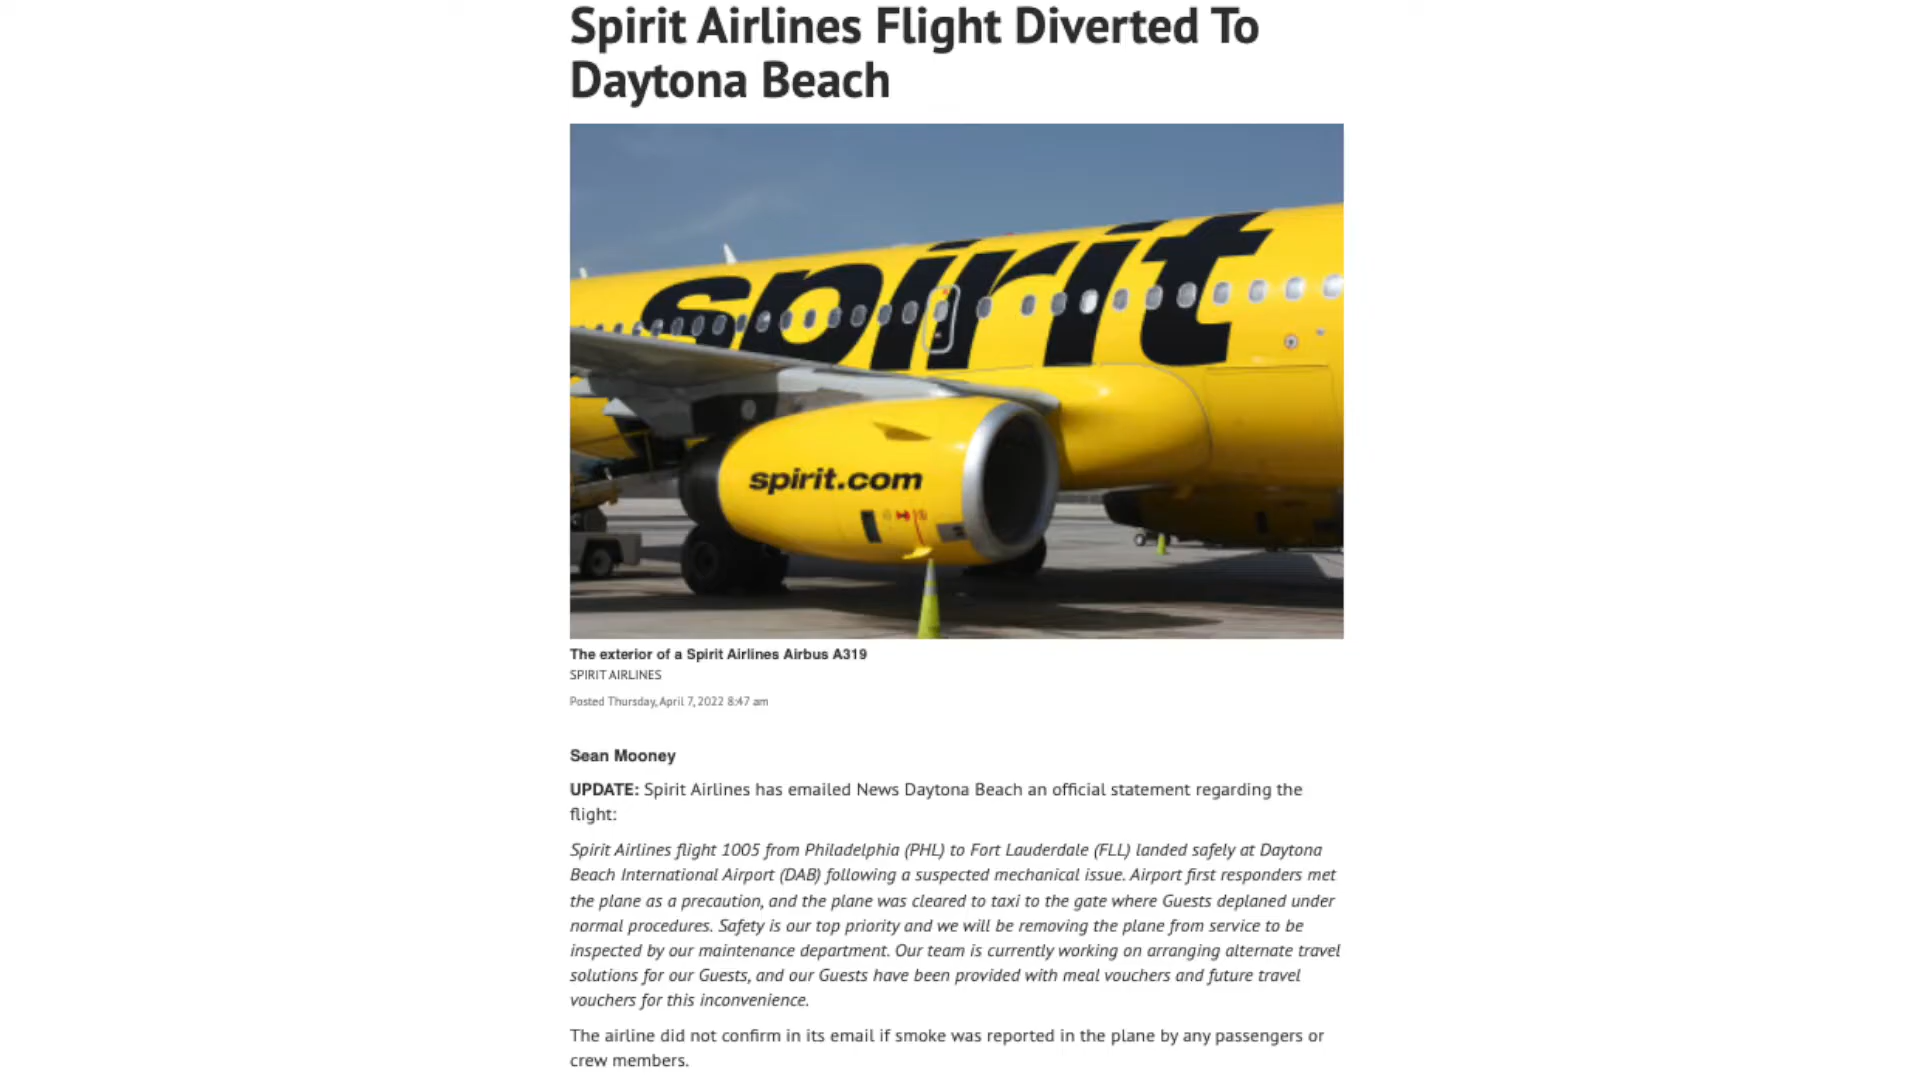 Spirit Airlines Flight Diverted To
Daytona Beach
spirit
spirit.com
The exterior of a Spirit Airlines Airbus A319
SPIRIT AIRLINES
Posted Thursday, April 7, 2022 8:47 am
Sean Mooney
UPDATE: Spirit Airlines has emailed News Daytona Beach an official statement regarding the
flight:
Spirit Airlines flight 1005 from Philadelphia (PHL) to Fort Lauderdale (FLL) landed safely at Daytona
Beach International Airport (DAB) following a suspected mechanical issue. Airport first responders met
the plane as a precaution, and the plane was cleared to taxi to the gate where Guests deplaned under
normal procedures. Safety is our top priority and we will be removing the plane from service to be
inspected by our maintenance department. Our team is currently working on arranging alternate travel
solutions for our Guests, and our Guests have been provided with meal vouchers and future travel
vouchers for this inconvenience.
The airline did not confirm in its email if smoke was reported in the plane by any passengers or
crew members.